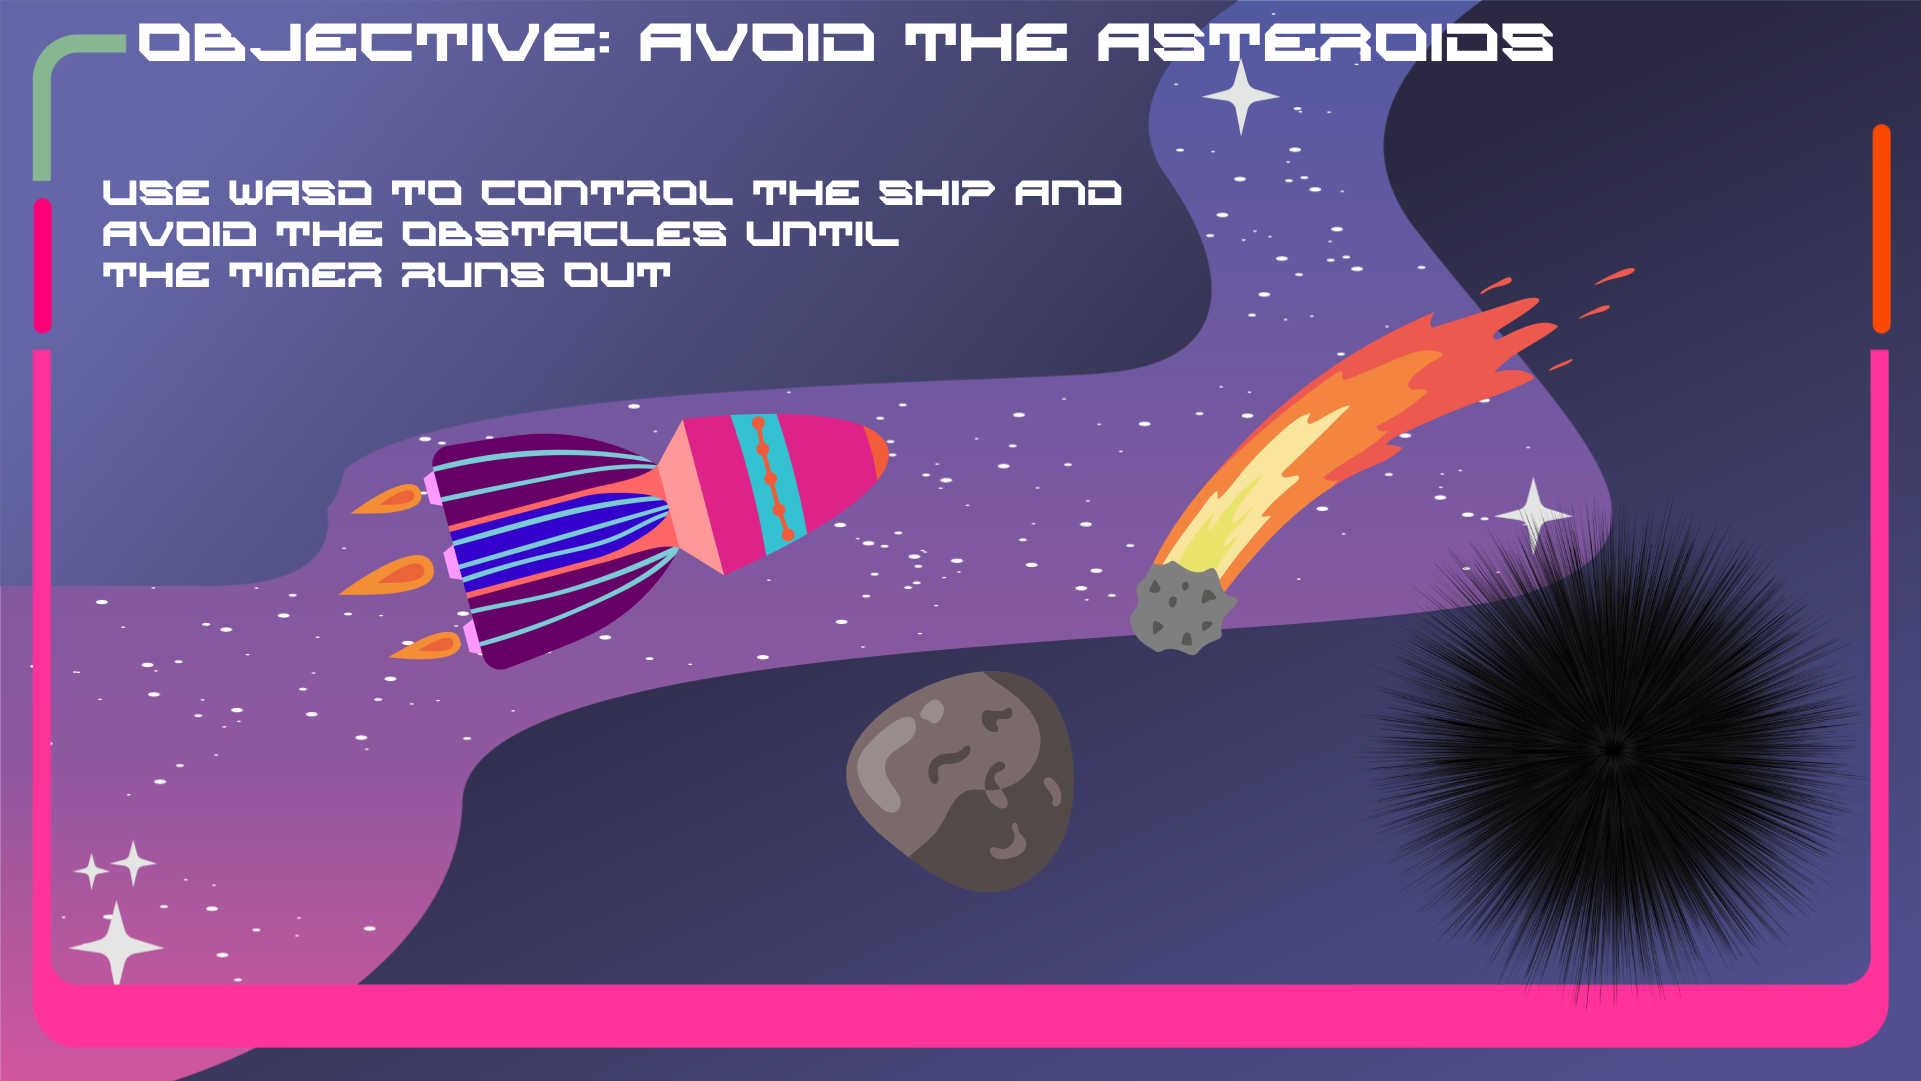 OBJECTIVE: AVOID THE ASTEROIDS
USE WASD TO CONTROL THE SHIP AND
AVOID THE OBSTACLES UNTIL
THE TIMER RUNS OUT